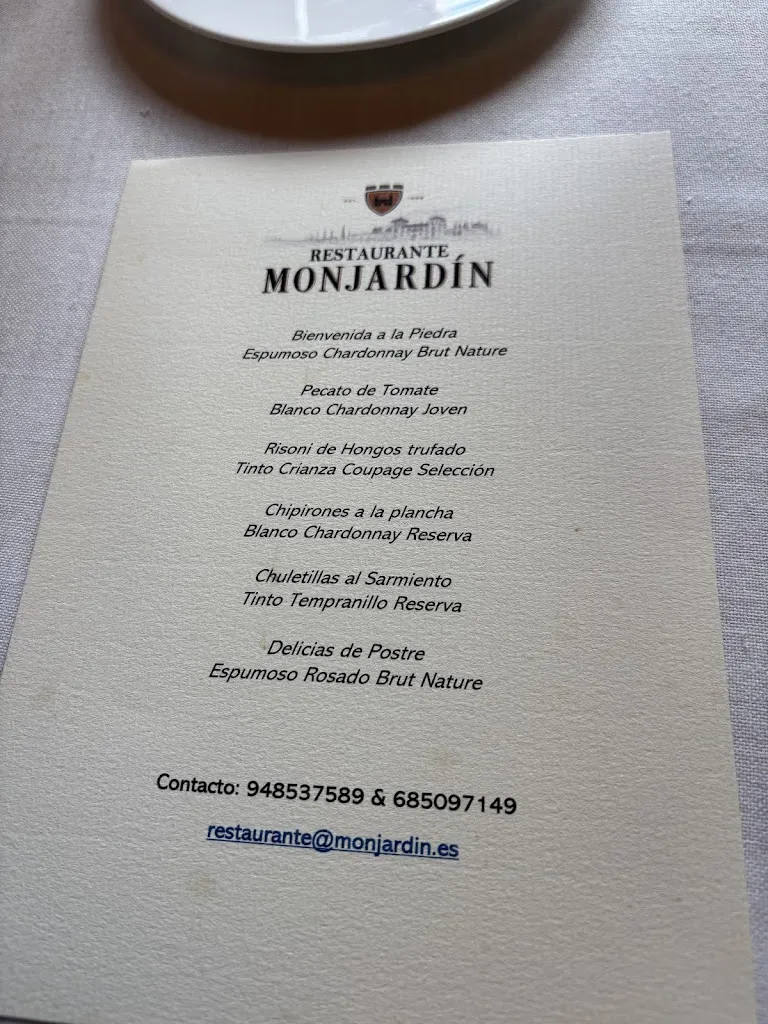 RESTAURANTE
MONJARDÍN
Bienvenida a la Piedra
Espumoso Chardonnay Brut Nature
Pecato de Tomate
Blanco Chardonnay Joven
Risoni de Hongos trufado
Tinto Crianza Coupage Selección
Chipirones a la plancha
Blanco Chardonnay Reserva
Chuletillas al Sarmiento
Tinto Tempranillo Reserva
Delicias de Postre
Espumoso Rosado Brut Nature
Contacto: 948537589 & 685097149
restaurante@monjardin.es